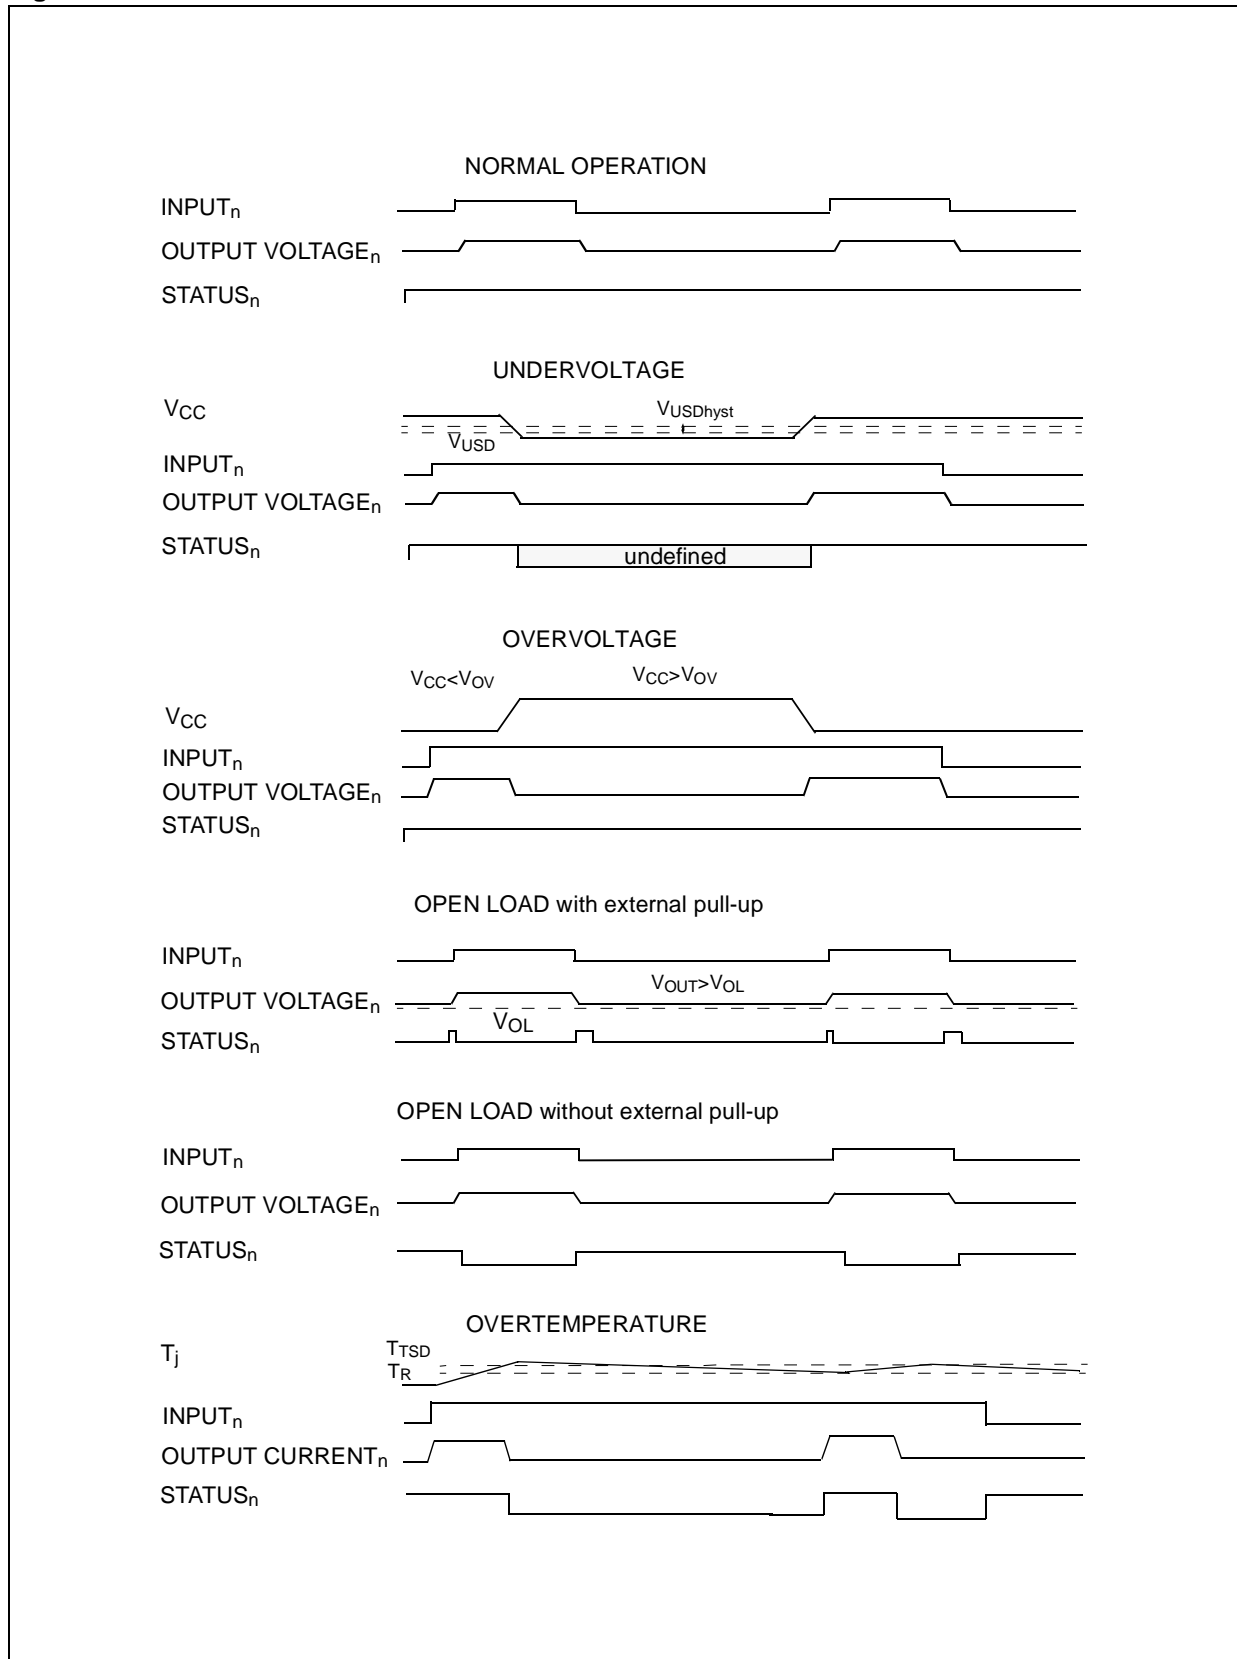 NORMAL OPERATION
INPUTn
OUTPUT VOLTAGEn
STATUSn
UNDERVOLTAGE
VCC
VUSDhyst
VUSD
INPUTn
OUTPUT VOLTAGEn
STATUSn
undefined
OVERVOLTAGE
VCC<VOV
VCC>VOV
VCC
INPUTn
OUTPUT VOLTAGEn
STATUSn
OPEN LOAD with external pull-up
INPUTn
VOUT>VOL
OUTPUT VOLTAGEn
VOL
STATUSn
OPEN LOAD without external pull-up
INPUTn
OUTPUT VOLTAGEn
STATUSn
OVERTEMPERATURE
Tj
TTSD
TR
INPUTn
OUTPUT CURRENTn
STATUSn